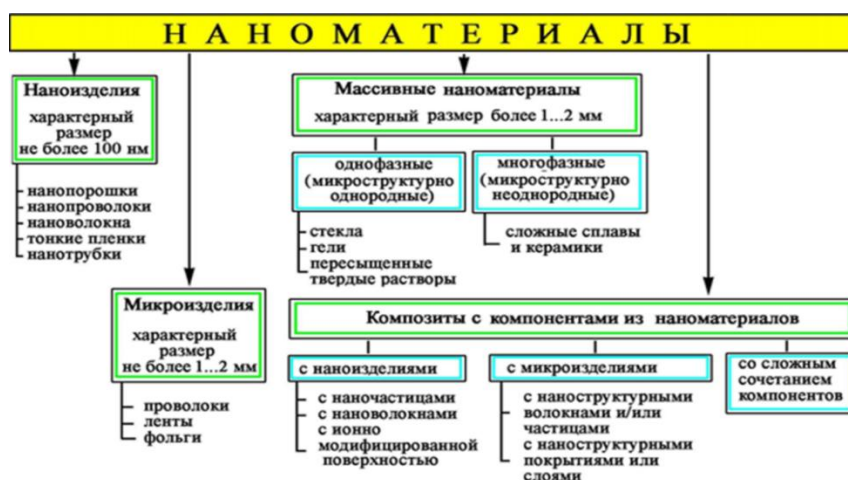 НАНОМАТЕРИАЛЫ
Наноизделия
характерный
размер
не более 100 нм
нанопорошки
нанопроволоки
нановолокна
тонкие пленки
нанотрубки
Микроизделия
характерный
размер
не более 1...2 мм
проволоки
ленты
фольги
Массивные наноматериалы
характерный размер более 1...2 мм
однофазные
(микроструктурно
однородные)
стекла
гели
пересыщенные
твердые растворы
многофазные
(микроструктурно
неоднородные)
сложные сплавы
и керамики
Композиты с компонентами из наноматериалов
с наноизделиями
с наночастицами
с нановолокнами
с ионно
модифицированной
поверхностью
с микроизделиями
с наноструктурными
волокнами и/или
частицами
с наноструктурными
покрытиями или
слоями
со сложным
сочетанием
компонентов